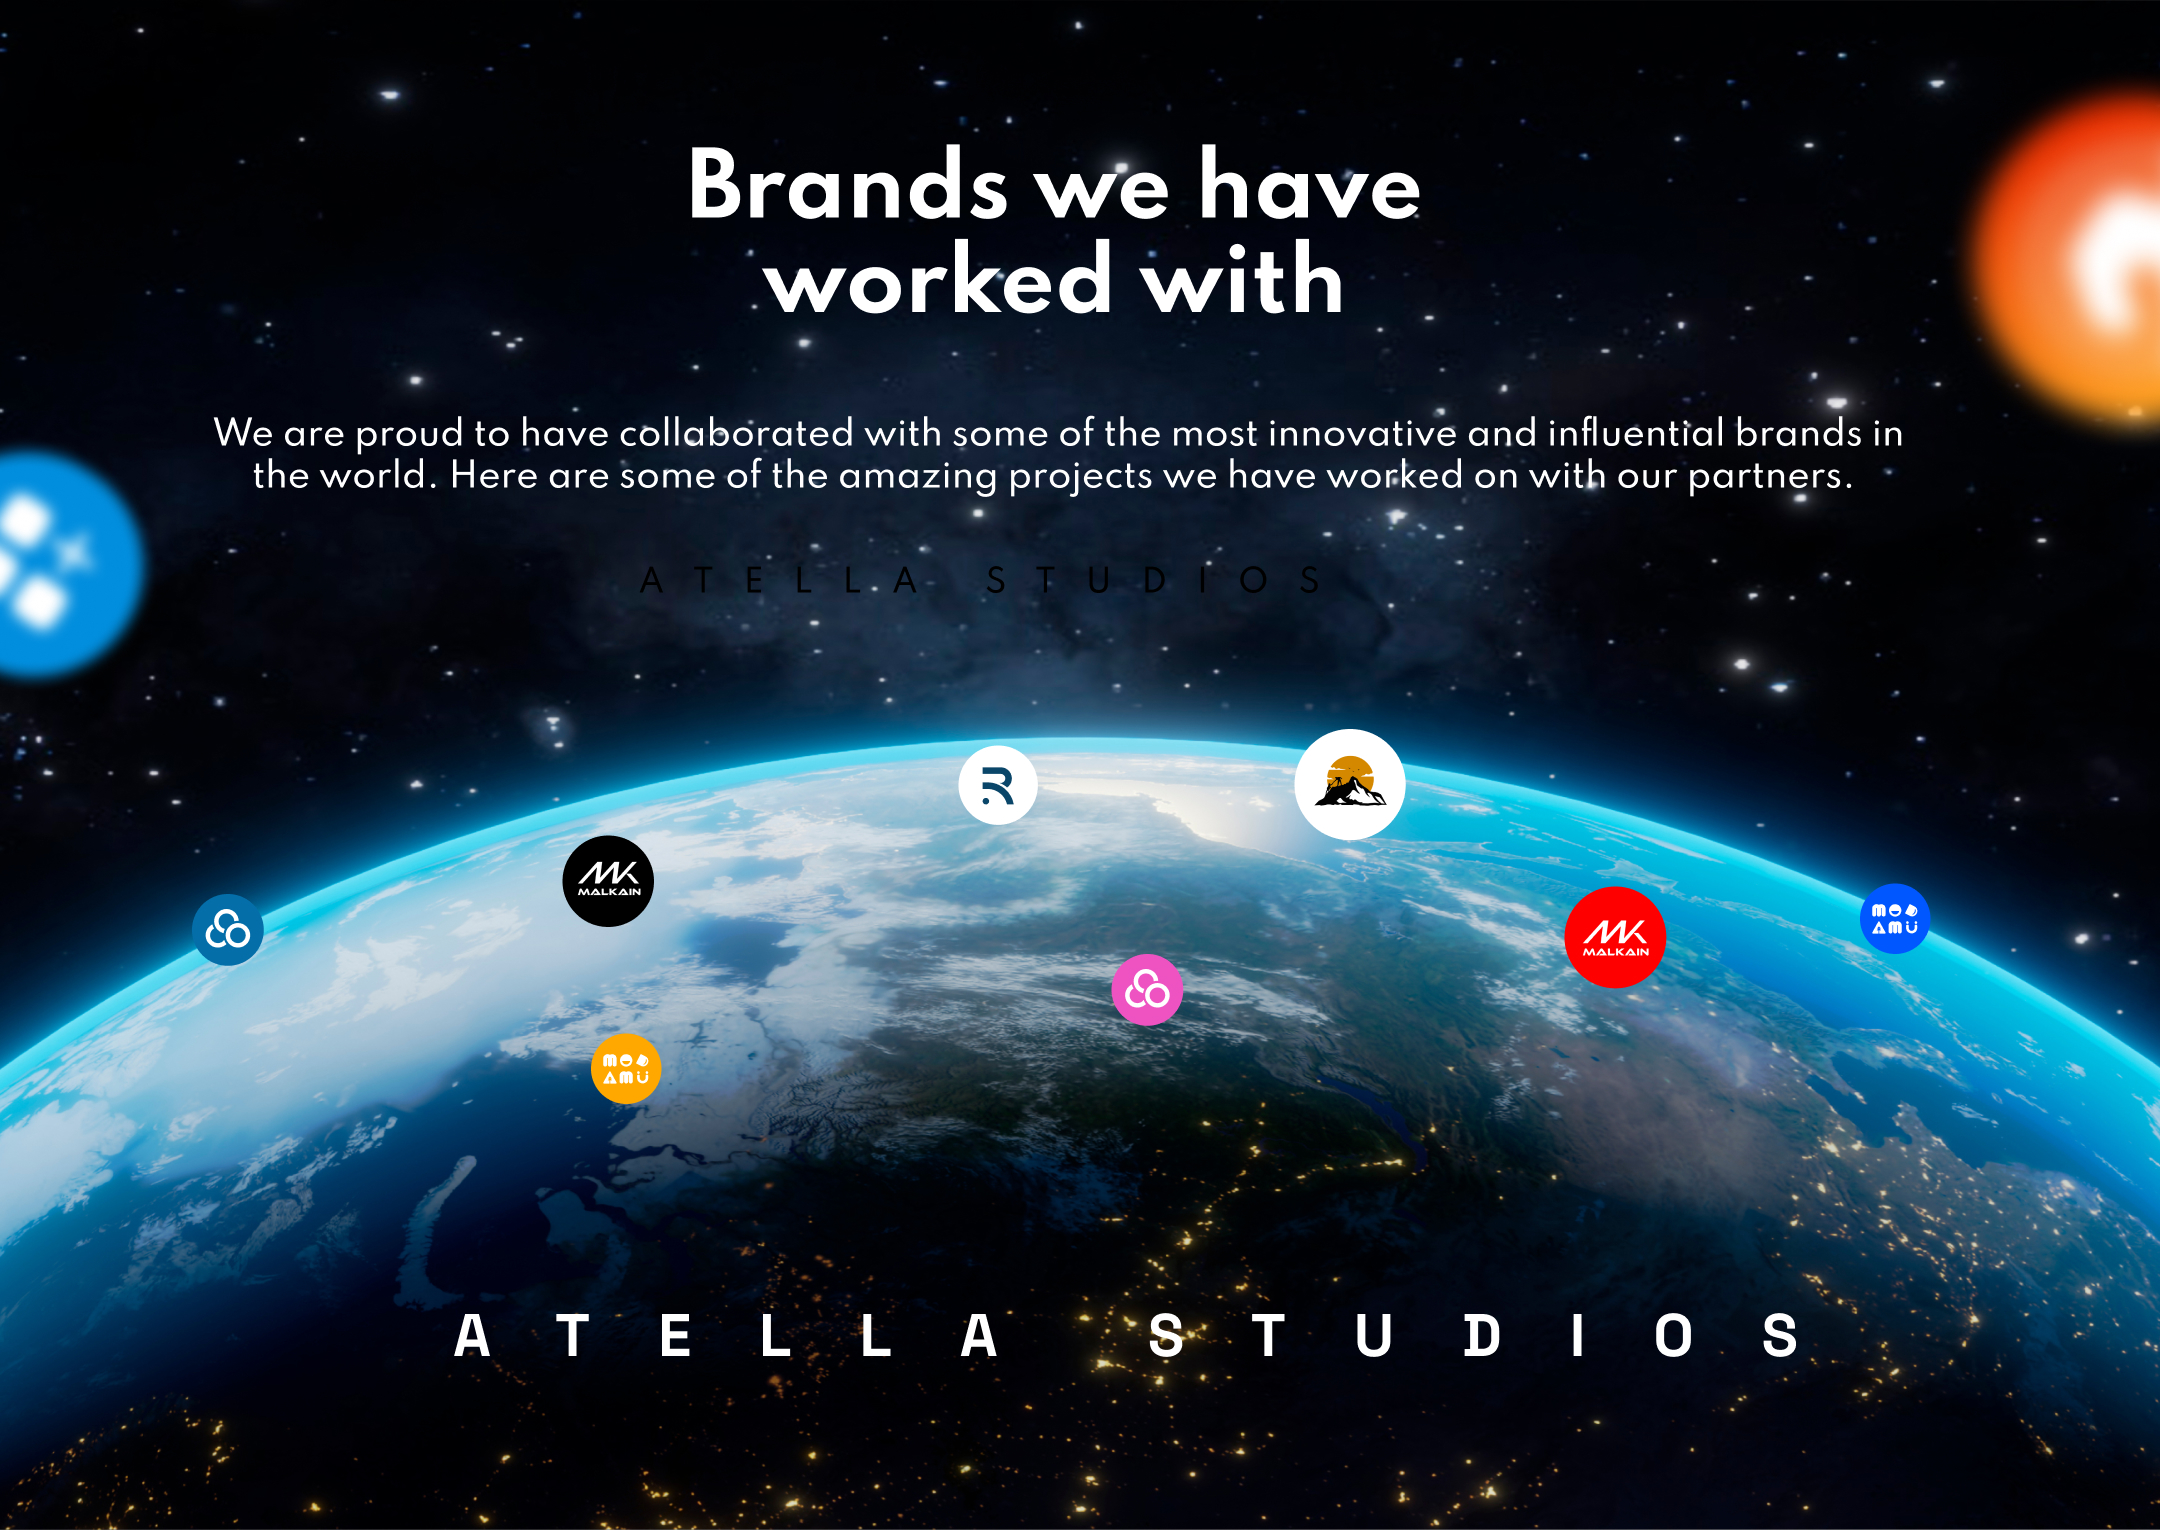 Brands we have
worked with
We are proud to have collaborated with some of the most innovative and influential brands in
the world. Here are some of the amazing projects we have worked on with our partners.
ATELLA STUDIOS
R
MK
MALKAIN
MK
MALKAIN
ATELLA STUDIOS